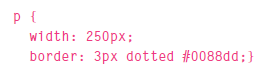 p {
width: 250px;
border: 3px dotted #0088dd;}